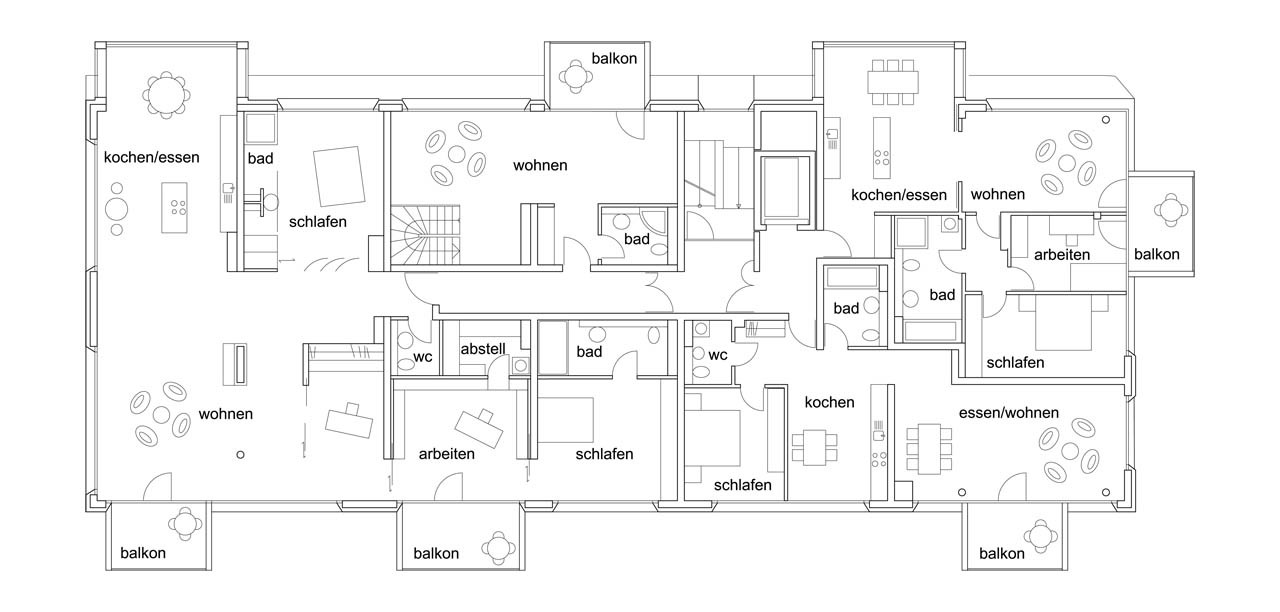 balkon
kochen/essen
bad
wohnen
schlafen
kochen/essen
wohnen
bad
arbeiten
balkon
bad
bad
wc
abstell
bad
wc
schlafen
wohnen
kochen
essen/wohnen
arbeiten
schlafen
schlafen
balkon
balkon
balkon